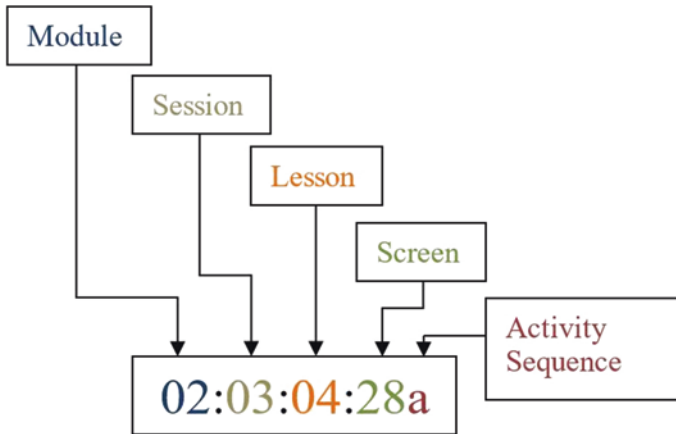 Module
Session
Lesson
Screen
Activity
Sequence
02:03:04:28a